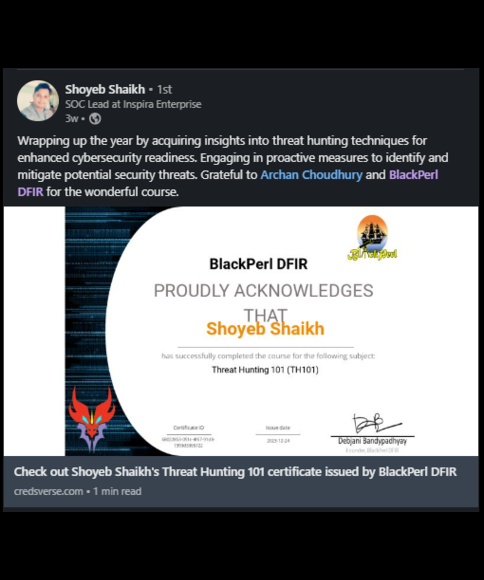 Shoyeb Shaikh • 1st
SOC Lead at Inspira Enterprise
3w •
Wrapping up the year by acquiring insights into threat hunting techniques for
enhanced cybersecurity readiness. Engaging in proactive measures to identify and
mitigate potential security threats. Grateful to Archan Choudhury and BlackPerl
DFIR for the wonderful course.
BlackPerl
BlackPerl DFIR
PROUDLY ACKNOWLEDGES
THAT
Shoyeb Shaikh
has successfully completed the course for the following subject:
Threat Hunting 101 (TH101)
Certificate ID
Issue date
2023.12.24
Debjani Bandypadhyay
Founder, BlackPerl DFIR
Check out Shoyeb Shaikh's Threat Hunting 101 certificate issued by BlackPerl DFIR
credsverse.com • 1 min read